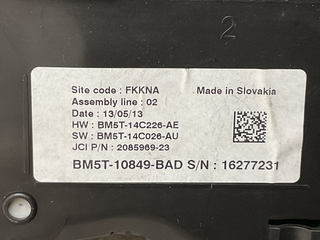 2
Site code : FKKNA Made in Slovakia
Assembly line : 02
Date : 13/05/13
HW : BM5T-14C226-AE
SW : BM5T-14C026-AU
JCI P/N : 2085969-23
BM5T-10849-BAD S/N : 16277231